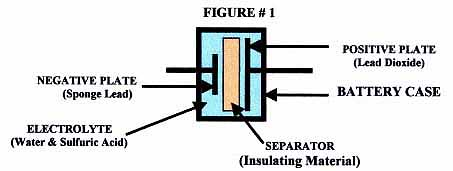 FIGURE # 1
POSITIVE PLATE
(Lead Dioxide)
NEGATIVE PLATE
(Sponge Lead)
BATTERY CASE
ELECTROLYTE
(Water & Sulfuric Acid)
SEPARATOR
(Insulating Material)